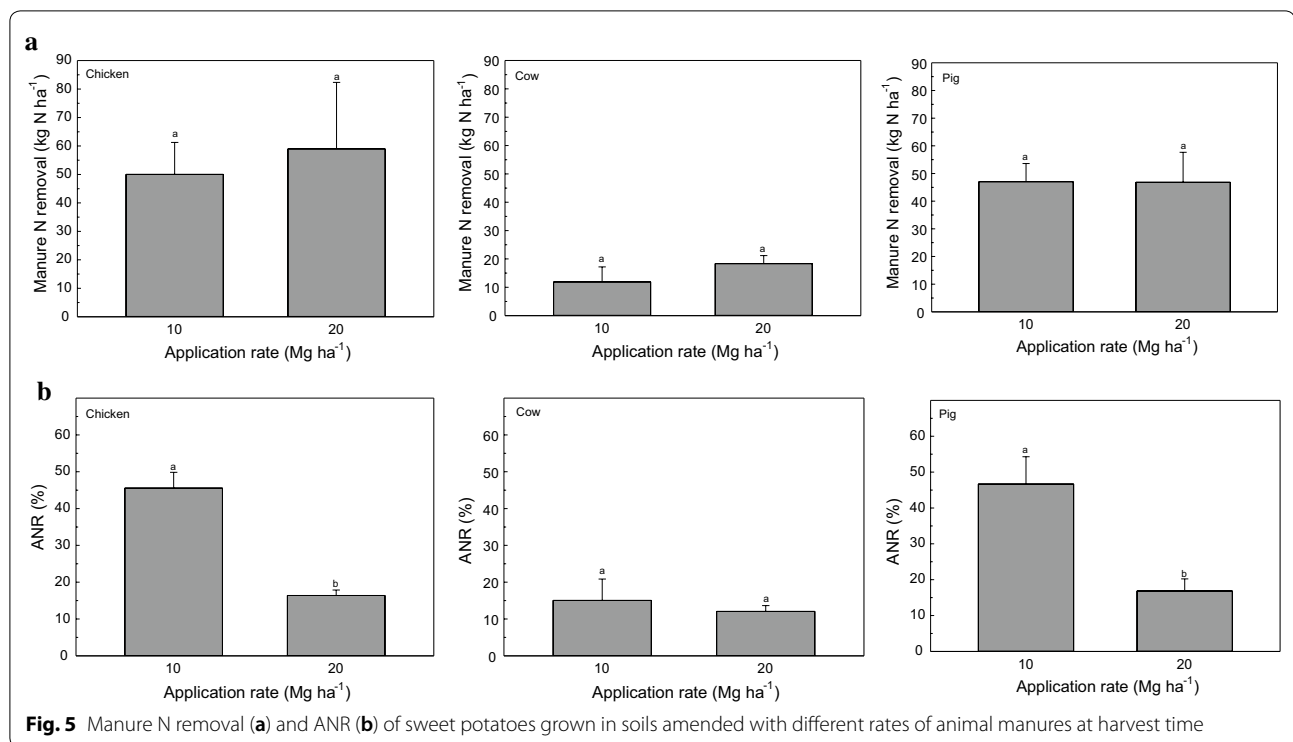 a
Chicken
Manure N removal (kg N ha⁻¹)
90
80
70
60
50
40
30
20
10
0
a
a
10
20
Application rate (Mg ha⁻¹)
Cow
Manure N removal (kg N ha⁻¹)
90
80
70
60
50
40
30
20
10
0
a
a
10
20
Application rate (Mg ha⁻¹)
Pig
Manure N removal (kg N ha⁻¹)
90
80
70
60
50
40
30
20
10
0
a
a
10
20
Application rate (Mg ha⁻¹)
b
Chicken
ANR (%)
60
50
40
30
20
10
0
a
b
10
20
Application rate (Mg ha⁻¹)
Cow
ANR (%)
60
50
40
30
20
10
0
a
a
10
20
Application rate (Mg ha⁻¹)
Pig
ANR (%)
60
50
40
30
20
10
0
a
b
10
20
Application rate (Mg ha⁻¹)
Fig. 5 Manure N removal (a) and ANR (b) of sweet potatoes grown in soils amended with different rates of animal manures at harvest time